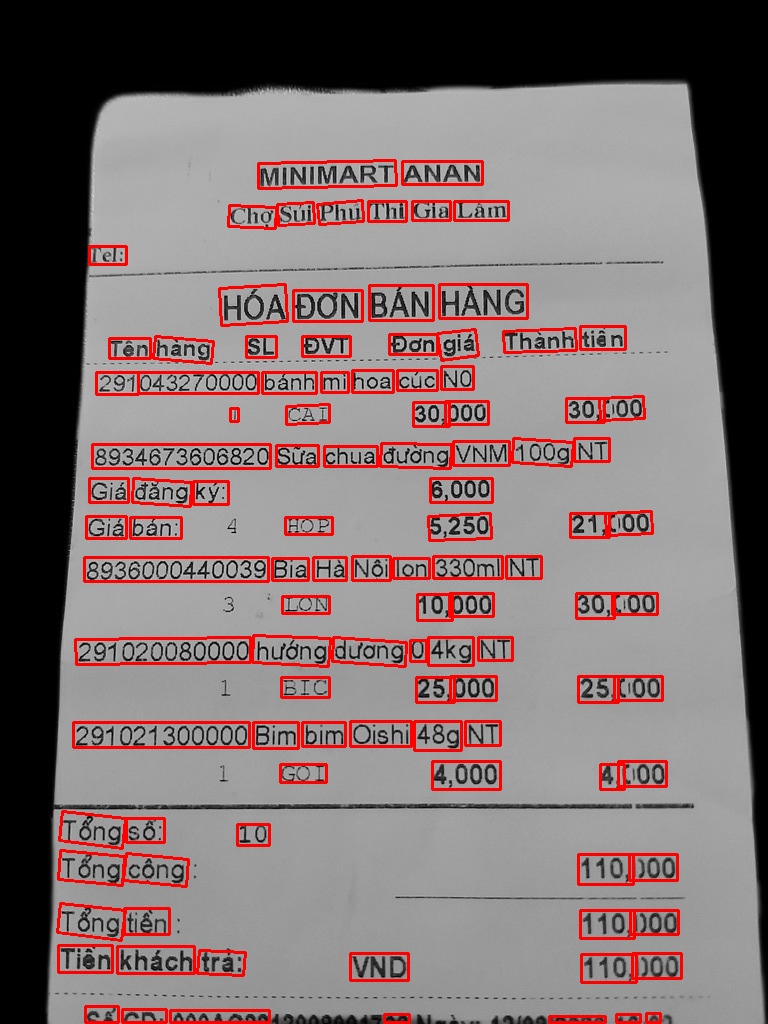 MINIMART ANAN
Chợ Sủi Phú Thị Gia Lâm
Tel:
HÓA ĐƠN BÁN HÀNG
Tên hàng SL ĐVT Đơn giá Thành tiền
291043270000 bánh mì hoa cúc N0
1 CAI 30,000 30,000
8934673606820 Sữa chua đường VNM 100g NT
Giá đăng ký: 6,000
Giá bán: 4 HOP 5,250 21,000
8936000440039 Bia Hà Nội lon 330ml NT
3 LON 10,000 30,000
291020080000 hướng dương 0 4kg NT
1 BIC 25,000 25,000
291021300000 Bim bim Oishi 48g NT
1 GOI 4,000 4,000
Tổng số: 10
Tổng cộng : 110,000
Tổng tiền : 110,000
Tiền khách trả: VND 110,000